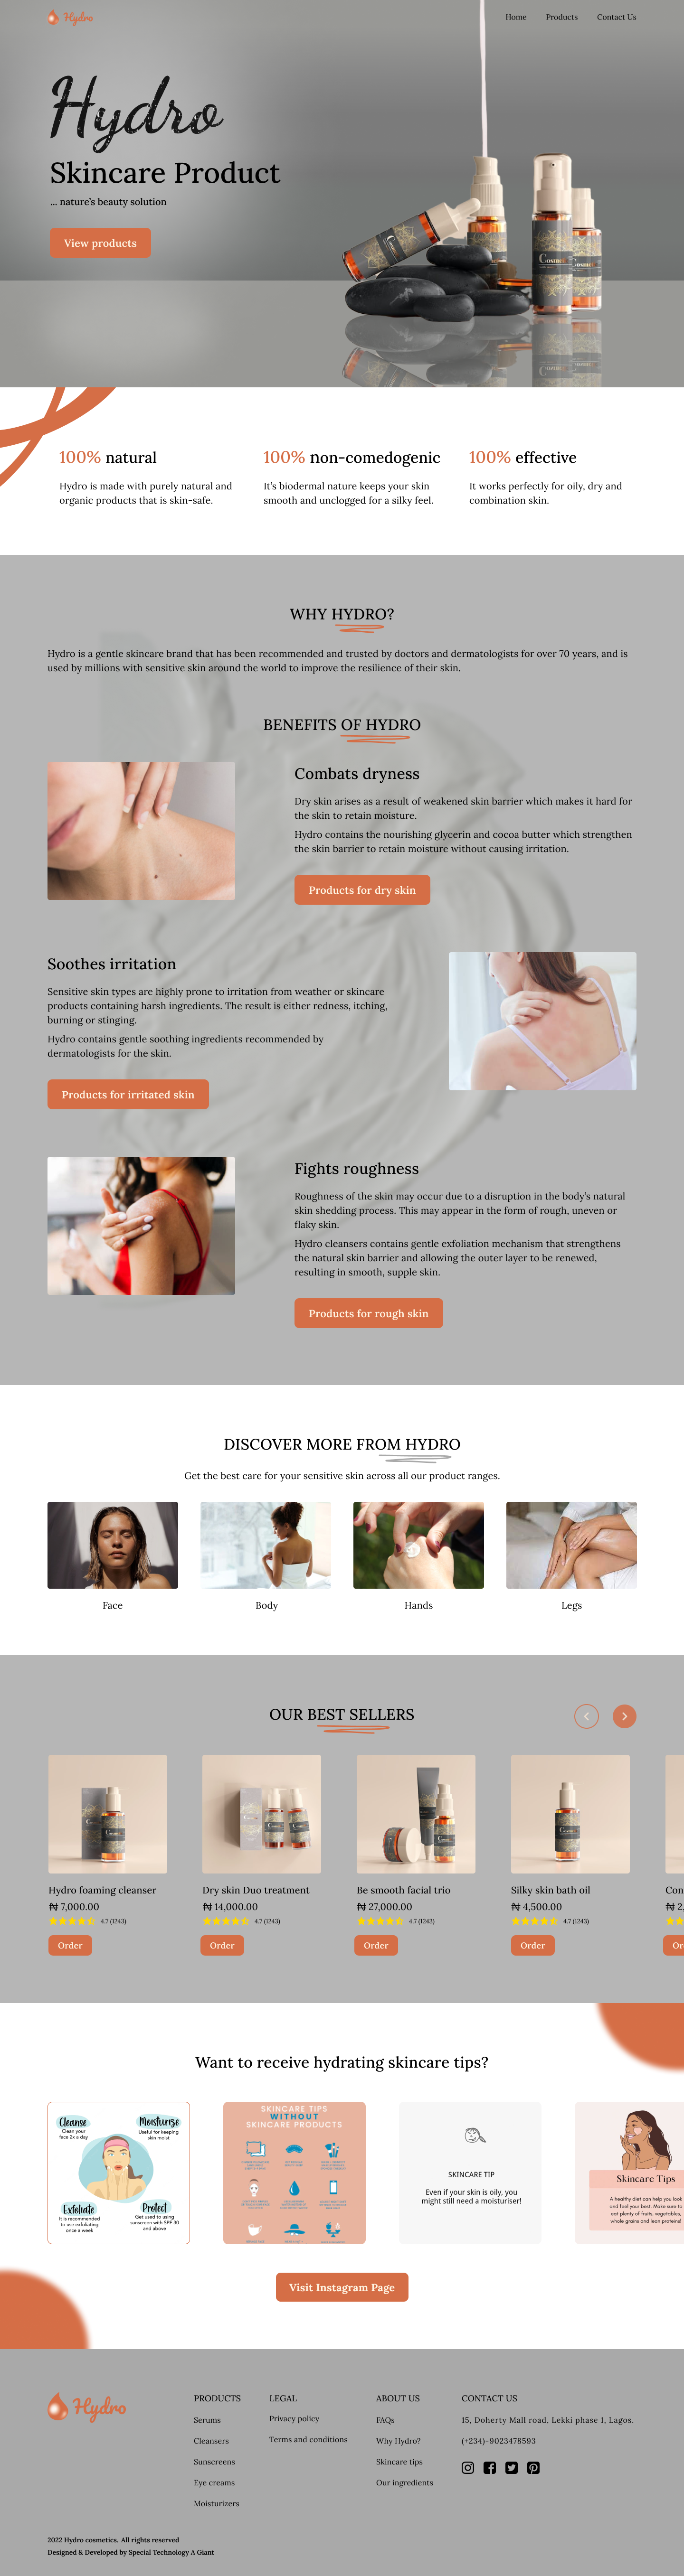 Hydro
Home Products Contact Us
Hydro
Skincare Product
... nature's beauty solution
View products
Cosmos
Cosmos
100% natural
Hydro is made with purely natural and
organic products that is skin-safe.
100% non-comedogenic
It's biodermal nature keeps your skin
smooth and unclogged for a silky feel.
100% effective
It works perfectly for oily, dry and
combination skin.
WHY HYDRO?
Hydro is a gentle skincare brand that has been recommended and trusted by doctors and dermatologists for over 70 years, and is
used by millions with sensitive skin around the world to improve the resilience of their skin.
BENEFITS OF HYDRO
Combats dryness
Dry skin arises as a result of weakened skin barrier which makes it hard for
the skin to retain moisture.
Hydro contains the nourishing glycerin and cocoa butter which strengthen
the skin barrier to retain moisture without causing irritation.
Products for dry skin
Soothes irritation
Sensitive skin types are highly prone to irritation from weather or skincare
products containing harsh ingredients. The result is either redness, itching,
burning or stinging.
Hydro contains gentle soothing ingredients recommended by
dermatologists for the skin.
Products for irritated skin
Fights roughness
Roughness of the skin may occur due to a disruption in the body's natural
skin shedding process. This may appear in the form of rough, uneven or
flaky skin.
Hydro cleansers contains gentle exfoliation mechanism that strengthens
the natural skin barrier and allowing the outer layer to be renewed,
resulting in smooth, supple skin.
Products for rough skin
DISCOVER MORE FROM HYDRO
Get the best care for your sensitive skin across all our product ranges.
Face
Body
Hands
Legs
OUR BEST SELLERS
Hydro foaming cleanser
₦ 7,000.00
4.7 (1243)
Order
Dry skin Duo treatment
₦ 14,000.00
4.7 (1243)
Order
Be smooth facial trio
₦ 27,000.00
4.7 (1243)
Order
Silky skin bath oil
₦ 4,500.00
4.7 (1243)
Order
Con
₦ 2,
Or
Want to receive hydrating skincare tips?
Cleanse
Clean your
face 2x a day
Moisturize
Useful for keeping
skin moist
Exfoliate
It is recommended
to use exfoliating
once a week
Protect
Get used to using
sunscreen with SPF 30
and above
SKINCARE TIPS
WITHOUT
SKINCARE PRODUCTS
SKINCARE TIP
Even if your skin is oily, you
might still need a moisturiser!
Skincare Tips
A healthy diet can help you look
and feel your best. Make sure to
eat plenty of fruits, vegetables,
whole grains and lean proteins!
Visit Instagram Page
Hydro
PRODUCTS
Serums
Cleansers
Sunscreens
Eye creams
Moisturizers
LEGAL
Privacy policy
Terms and conditions
ABOUT US
FAQs
Why Hydro?
Skincare tips
Our ingredients
CONTACT US
15, Doherty Mall road, Lekki phase 1, Lagos.
(+234)-9023478593
2022 Hydro cosmetics. All rights reserved
Designed & Developed by Special Technology A Giant